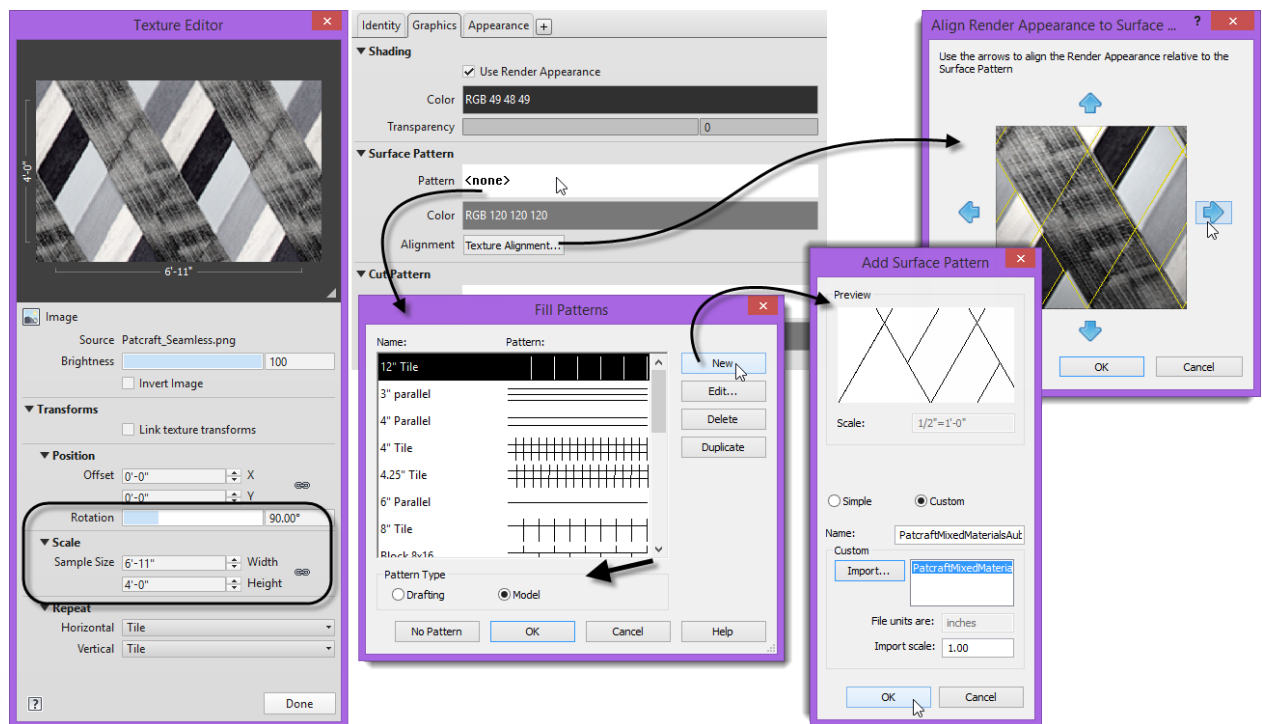 Texture Editor
4'-0"
6'-11"
Image
Source Patcraft_Seamless.png
Brightness 100
Invert Image
Transforms
Link texture transforms
Position
Offset 0'-0" X
0'-0" Y
Rotation 90.00°
Scale
Sample Size 6'-11" Width
4'-0" Height
Repeat
Horizontal Tile
Vertical Tile
? Done
Identity Graphics Appearance +
Shading
Use Render Appearance
Color RGB 49 48 49
Transparency 0
Surface Pattern
Pattern <none>
Color RGB 120 120 120
Alignment Texture Alignment...
Cut Pattern
Fill Patterns
Name: Pattern:
12" Tile
3" parallel
4" Parallel
4" Tile
4.25" Tile
6" Parallel
8" Tile
Block 8x16
New
Edit...
Delete
Duplicate
Pattern Type
Drafting Model
No Pattern OK Cancel Help
Add Surface Pattern
Preview
Scale: 1/2"=1'-0"
Simple Custom
Name: PatcraftMixedMaterialsAut
Custom
Import... PatcraftMixedMateria
File units are: inches
Import scale: 1.00
OK Cancel
Align Render Appearance to Surface ... ?
Use the arrows to align the Render Appearance relative to the
Surface Pattern
OK Cancel